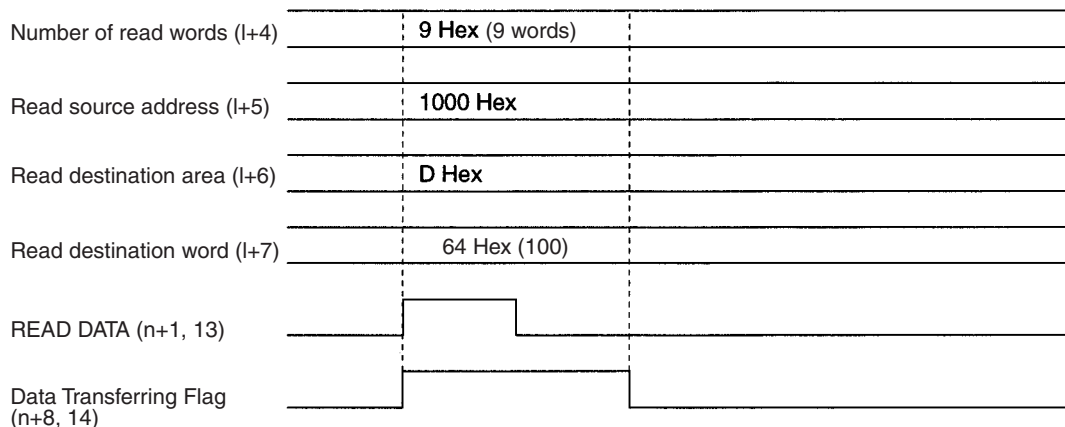 Number of read words (l+4) 9 Hex (9 words)
Read source address (l+5) 1000 Hex
Read destination area (l+6) D Hex
Read destination word (l+7) 64 Hex (100)
READ DATA (n+1, 13)
Data Transferring Flag
(n+8, 14)